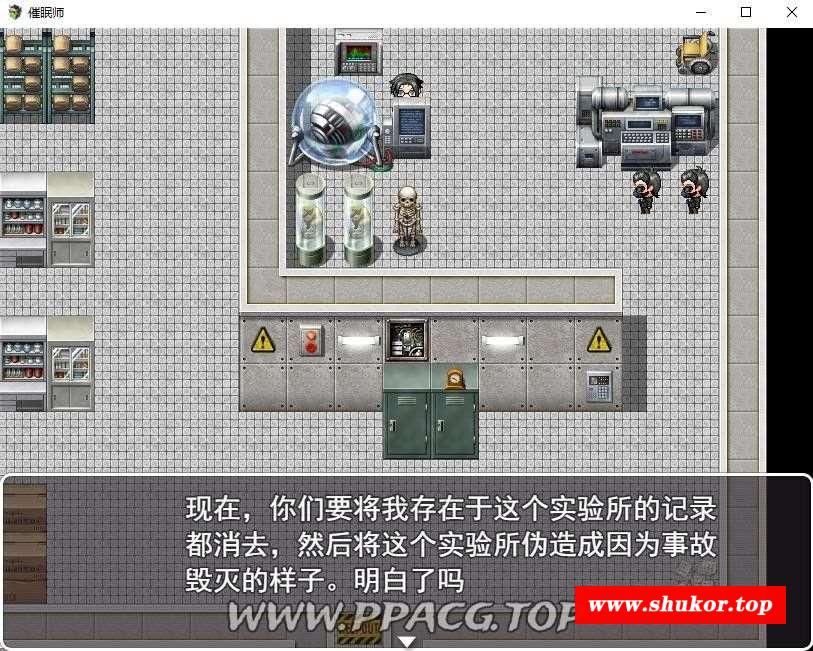 催眠师
现在，你们要将我存在于这个实验所的记录
都消去，然后将这个实验所伪造成因为事故
毁灭的样子。明白了吗
WWW.PPACG.TOP
www.shukor.top